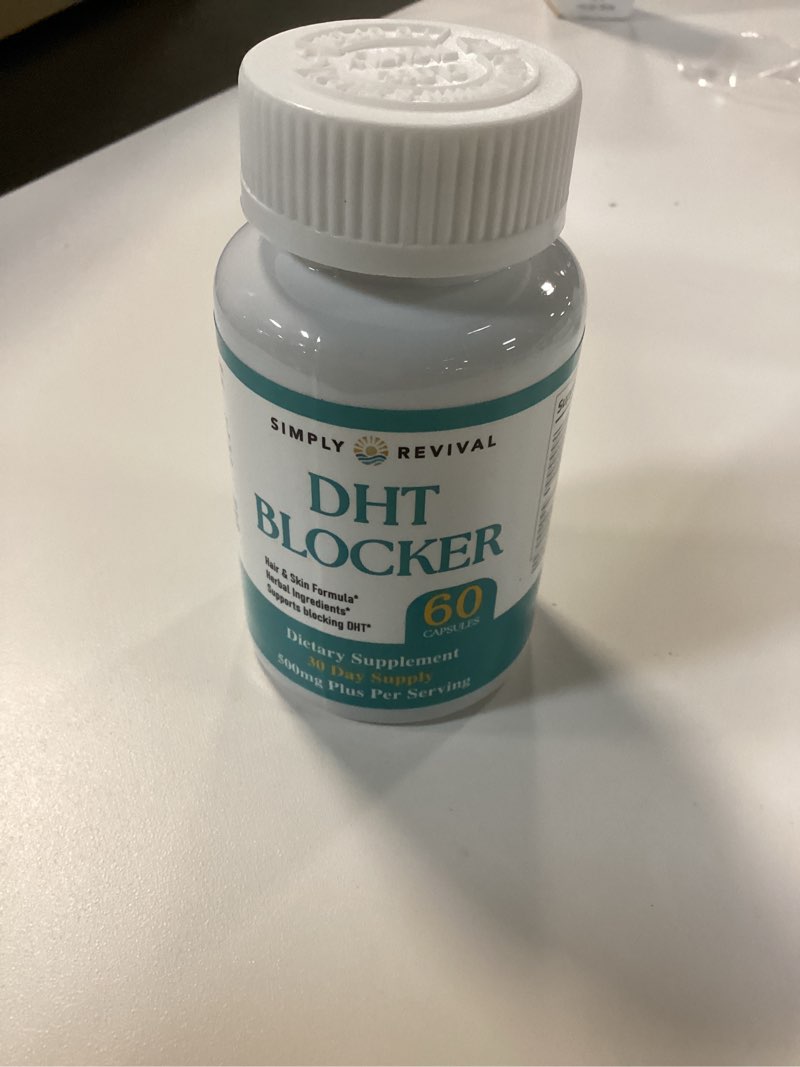 SIMPLY REVIVAL
DHT
BLOCKER
Hair & Skin Formula*
Herbal Ingredients*
Supports blocking DHT*
60
CAPSULES
Dietary Supplement
30 Day Supply
500mg Plus Per Serving